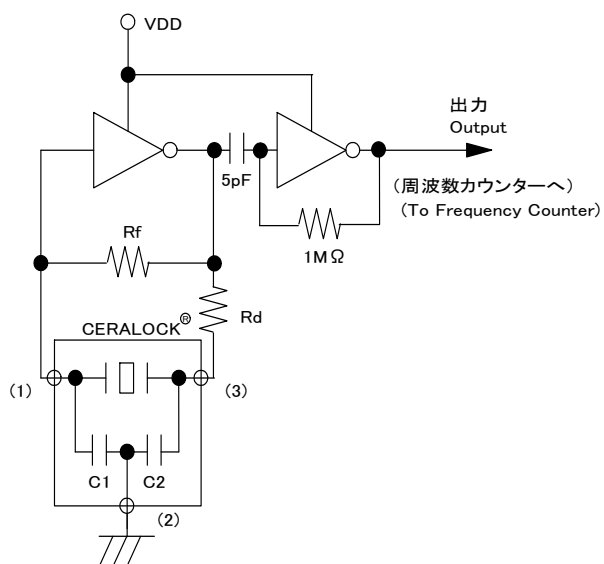 VDD
出力
Output
5pF
(周波数カウンターへ)
(To Frequency Counter)
Rf
1MΩ
Rd
CERALOCK®
(1)
(3)
C1
C2
(2)